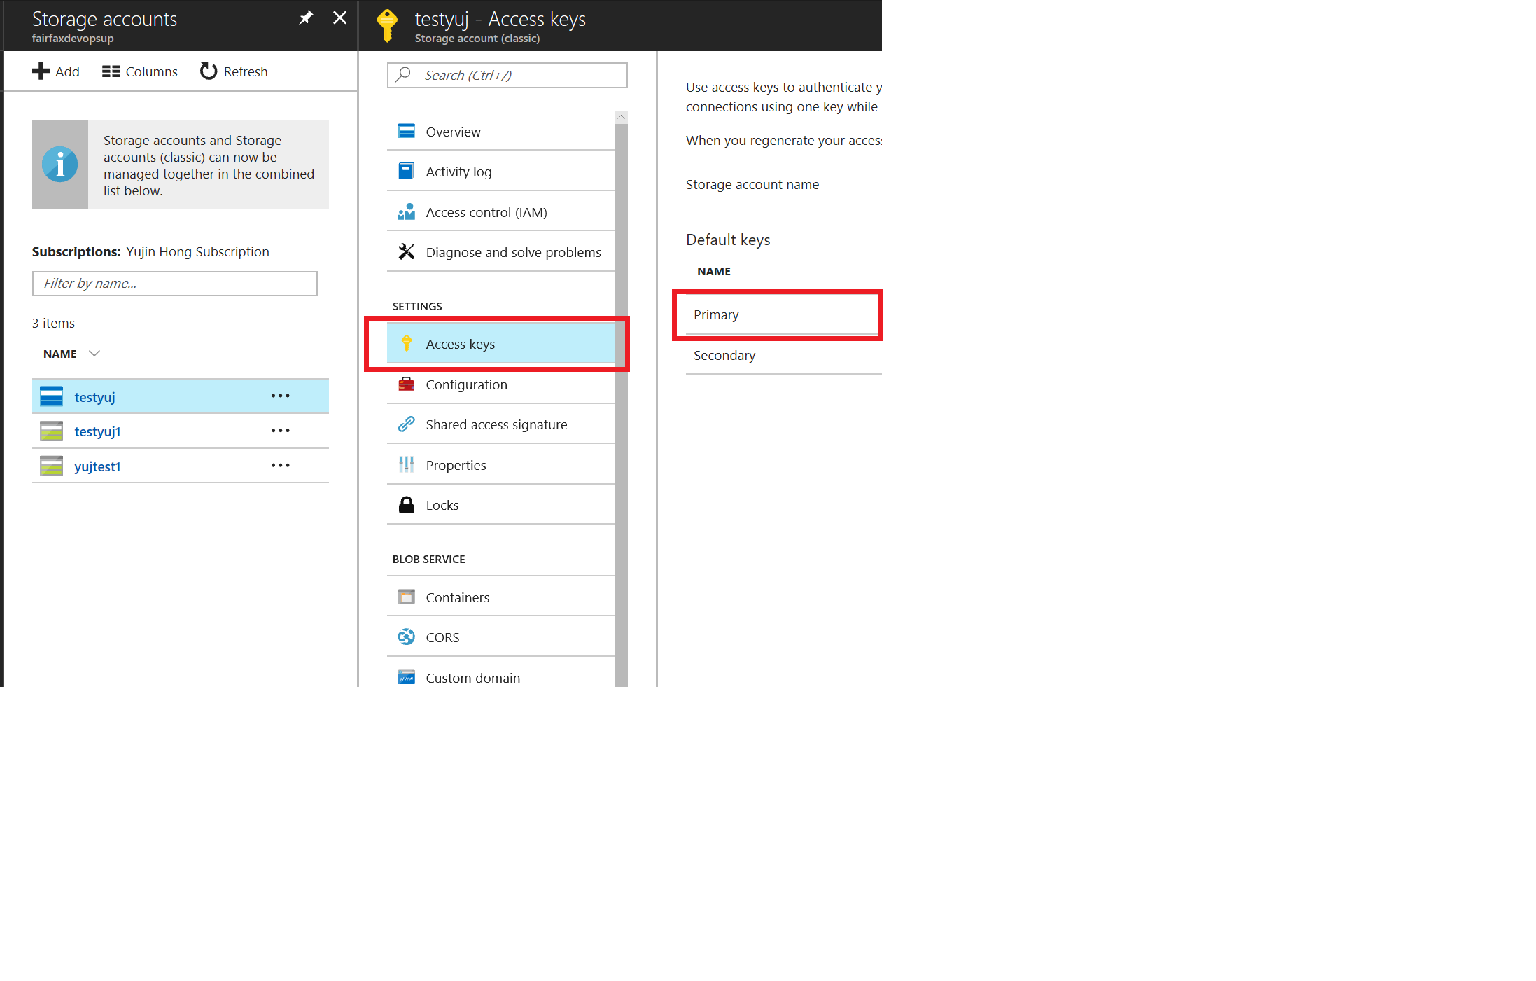 Storage accounts
fairfaxdevopsup
Add
Columns
Refresh
Storage accounts and Storage
accounts (classic) can now be
managed together in the combined
list below.
Subscriptions: Yujin Hong Subscription
Filter by name...
3 items
NAME
testyuj
testyuj1
yujtest1
testyuj - Access keys
Storage account (classic)
Search (Ctrl+/)
Overview
Activity log
Access control (IAM)
Diagnose and solve problems
SETTINGS
Access keys
Configuration
Shared access signature
Properties
Locks
BLOB SERVICE
Containers
CORS
Custom domain
Use access keys to authenticate y
connections using one key while
When you regenerate your acces
Storage account name
Default keys
NAME
Primary
Secondary